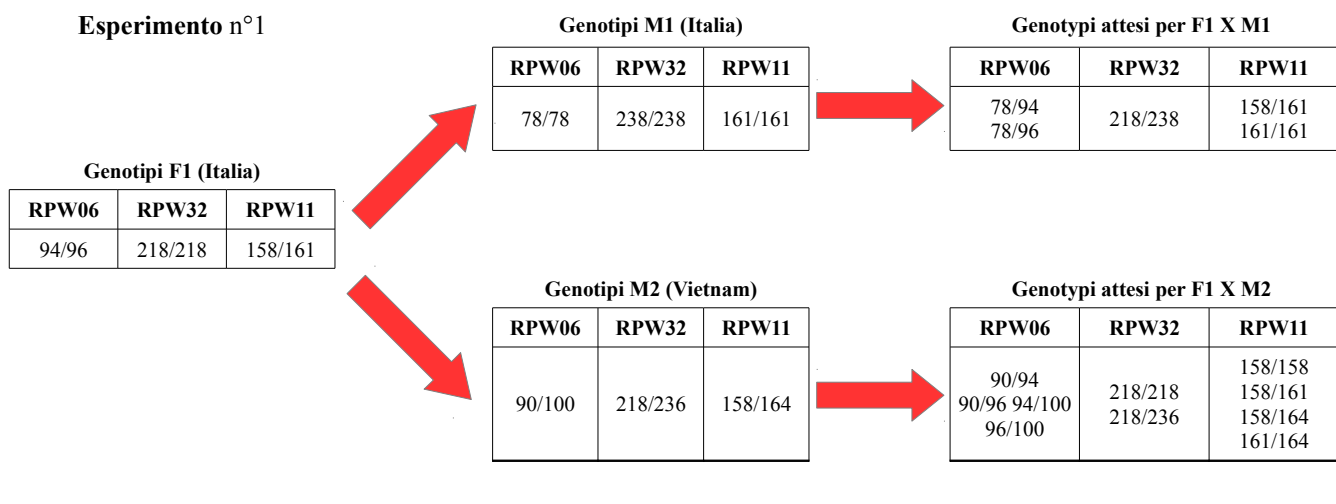 Esperimento n°1
Genotipi F1 (Italia)
RPW06 RPW32 RPW11
94/96 218/218 158/161
Genotipi M1 (Italia)
RPW06 RPW32 RPW11
78/78 238/238 161/161
Genotypi attesi per F1 X M1
RPW06 RPW32 RPW11
78/94 218/238 158/161
78/96 161/161
Genotipi M2 (Vietnam)
RPW06 RPW32 RPW11
90/100 218/236 158/164
Genotypi attesi per F1 X M2
RPW06 RPW32 RPW11
90/94
90/96 94/100
96/100
218/218
218/236
158/158
158/161
158/164
161/164